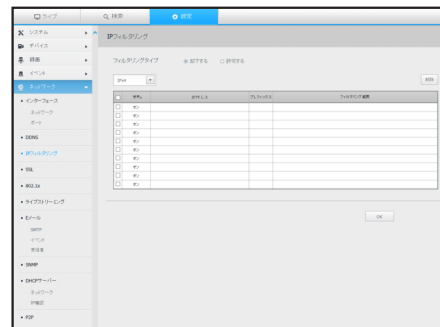 ライブ
検索
設定
システム
デバイス
録画
イベント
ネットワーク
インターフェース
ネットワーク
ポート
DDNS
IPフィルタリング
SSL
802.1x
ライブストリーミング
Eメール
SMTP
イベント
受信者
SNMP
DHCPサーバー
ネットワーク
IP確認
P2P
IPフィルタリング
フィルタリングタイプ 却下する 許可する
IPv4 削除
IPアドレス プレフィックス フィルタリング範囲
オン
オン
オン
オン
オン
オン
オン
オン
オン
オン
OK